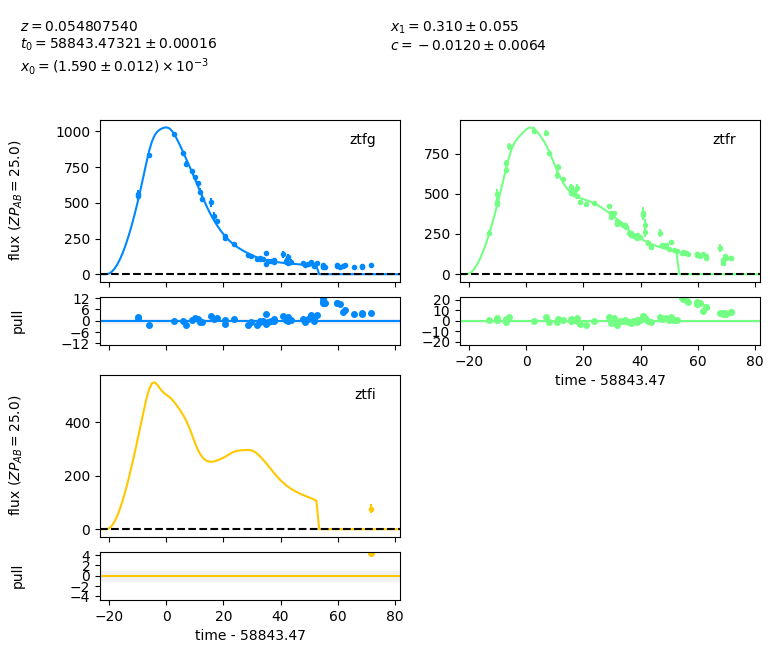 z = 0.054807540
t₀ = 58843.47321 ± 0.00016
x₀ = (1.590 ± 0.012) × 10⁻³
x₁ = 0.310 ± 0.055
c = −0.0120 ± 0.0064
flux (ZP_AB = 25.0)
1000
750
500
250
0
ztfg
750
500
250
0
ztfr
pull
12
6
0
−6
−12
20
10
0
−10
−20
−20 0 20 40 60 80
time - 58843.47
flux (ZP_AB = 25.0)
400
200
0
ztfi
pull
4
2
0
−2
−4
−20 0 20 40 60 80
time - 58843.47